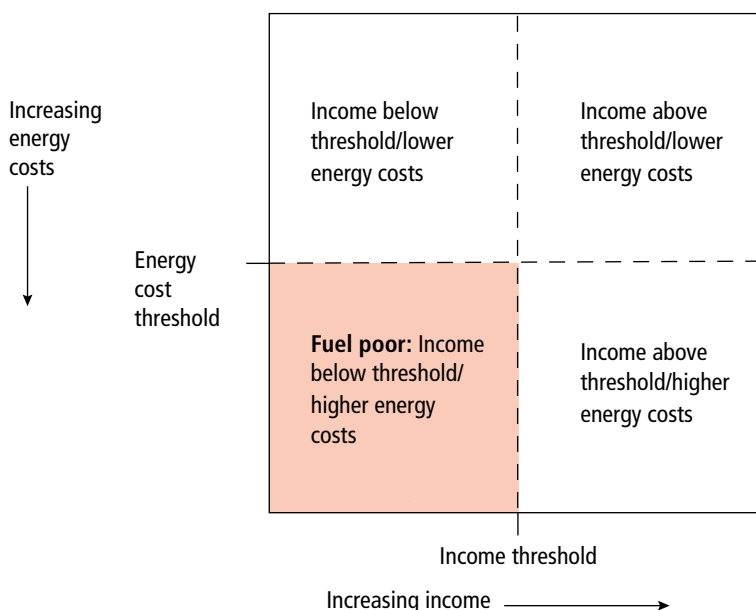 Increasing
energy
costs
Income below
threshold/lower
energy costs
Income above
threshold/lower
energy costs
Energy
cost
threshold
Fuel poor: Income
below threshold/
higher energy
costs
Income above
threshold/higher
energy costs
Income threshold
Increasing income